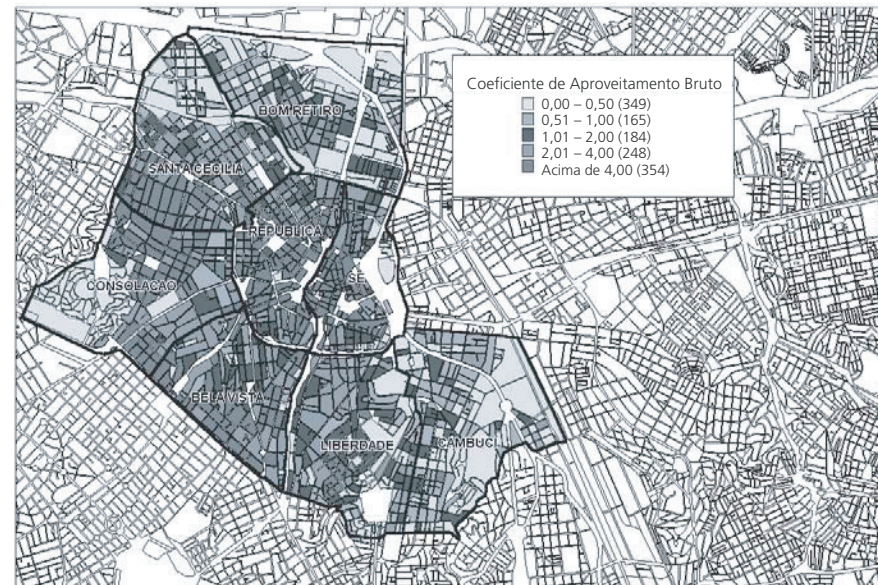 Coeficiente de Aproveitamento Bruto
0,00 – 0,50 (349)
0,51 – 1,00 (165)
1,01 – 2,00 (184)
2,01 – 4,00 (248)
Acima de 4,00 (354)
BOM RETIRO
SANTA CECILIA
REPUBLICA
SÉ
CONSOLAÇÃO
BELA VISTA
LIBERDADE
CAMBUCI